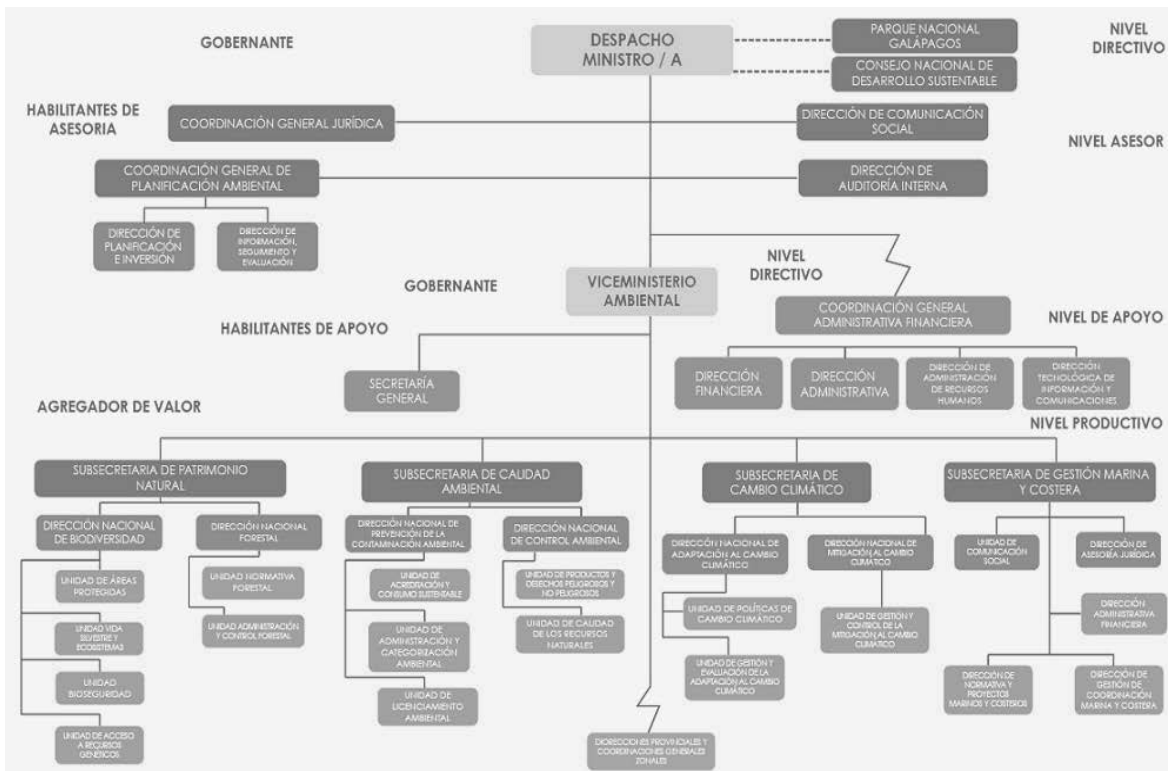 GOBERNANTE
DESPACHO
MINISTRO / A
PARQUE NACIONAL
GALÁPAGOS
NIVEL
DIRECTIVO
CONSEJO NACIONAL DE
DESARROLLO SUSTENTABLE
HABILITANTES DE
ASESORIA
COORDINACIÓN GENERAL JURÍDICA
DIRECCIÓN DE COMUNICACIÓN
SOCIAL
NIVEL ASESOR
COORDINACIÓN GENERAL DE
PLANIFICACIÓN AMBIENTAL
DIRECCIÓN DE
AUDITORÍA INTERNA
DIRECCIÓN DE
PLANIFICACIÓN
E INVERSIÓN
DIRECCIÓN DE
INFORMACIÓN,
SEGUIMIENTO Y
EVALUACIÓN
GOBERNANTE
VICEMINISTERIO
AMBIENTAL
NIVEL
DIRECTIVO
COORDINACIÓN GENERAL
ADMINISTRATIVA FINANCIERA
NIVEL DE APOYO
HABILITANTES DE APOYO
SECRETARÍA
GENERAL
DIRECCIÓN
FINANCIERA
DIRECCIÓN
ADMINISTRATIVA
DIRECCIÓN DE
ADMINISTRACIÓN
DE RECURSOS
HUMANOS
DIRECCIÓN
TECNOLÓGICA DE
INFORMACIÓN Y
COMUNICACIONES
AGREGADOR DE VALOR
NIVEL PRODUCTIVO
SUBSECRETARIA DE PATRIMONIO
NATURAL
SUBSECRETARIA DE CALIDAD
AMBIENTAL
SUBSECRETARIA DE
CAMBIO CLIMÁTICO
SUBSECRETARIA DE GESTIÓN MARINA
Y COSTERA
DIRECCIÓN NACIONAL
DE BIODIVERSIDAD
DIRECCIÓN NACIONAL
FORESTAL
DIRECCIÓN NACIONAL DE
PREVENCIÓN DE LA
CONTAMINACIÓN AMBIENTAL
DIRECCIÓN NACIONAL
DE CONTROL AMBIENTAL
DIRECCIÓN NACIONAL DE
ADAPTACIÓN AL CAMBIO
CLIMÁTICO
DIRECCIÓN NACIONAL DE
MITIGACIÓN AL CAMBIO
CLIMÁTICO
UNIDAD DE
COMUNICACIÓN
SOCIAL
DIRECCIÓN DE
ASESORÍA JURÍDICA
UNIDAD DE ÁREAS
PROTEGIDAS
UNIDAD NORMATIVA
FORESTAL
UNIDAD DE
ACREDITACIÓN Y
CONSUMO SUSTENTABLE
UNIDAD DE PRODUCTOS Y
DESECHOS PELIGROSOS Y
NO PELIGROSOS
UNIDAD DE POLÍTICAS DE
CAMBIO CLIMÁTICO
UNIDAD DE GESTIÓN Y
CONTROL DE LA
MITIGACIÓN AL CAMBIO
CLIMÁTICO
DIRECCIÓN
ADMINISTRATIVA
FINANCIERA
UNIDAD VIDA
SILVESTRE Y
ECOSISTEMAS
UNIDAD ADMINISTRACIÓN
Y CONTROL FORESTAL
UNIDAD DE
ADMINISTRACIÓN Y
CATEGORIZACIÓN
AMBIENTAL
UNIDAD DE CALIDAD
DE LOS RECURSOS
NATURALES
UNIDAD DE GESTIÓN Y
EVALUACIÓN DE LA
ADAPTACIÓN AL CAMBIO
CLIMÁTICO
DIRECCIÓN DE
NORMATIVA Y
PROYECTOS
MARINOS Y COSTEROS
DIRECCIÓN DE
GESTIÓN DE
COORDINACIÓN
MARINA Y COSTERA
UNIDAD
BIOSEGURIDAD
UNIDAD DE
LICENCIAMIENTO
AMBIENTAL
UNIDAD DE ACCESO
A RECURSOS
GENÉTICOS
DIORECCIONES PROVINCIALES Y
COORDINACIONES GENERALES
ZONALES